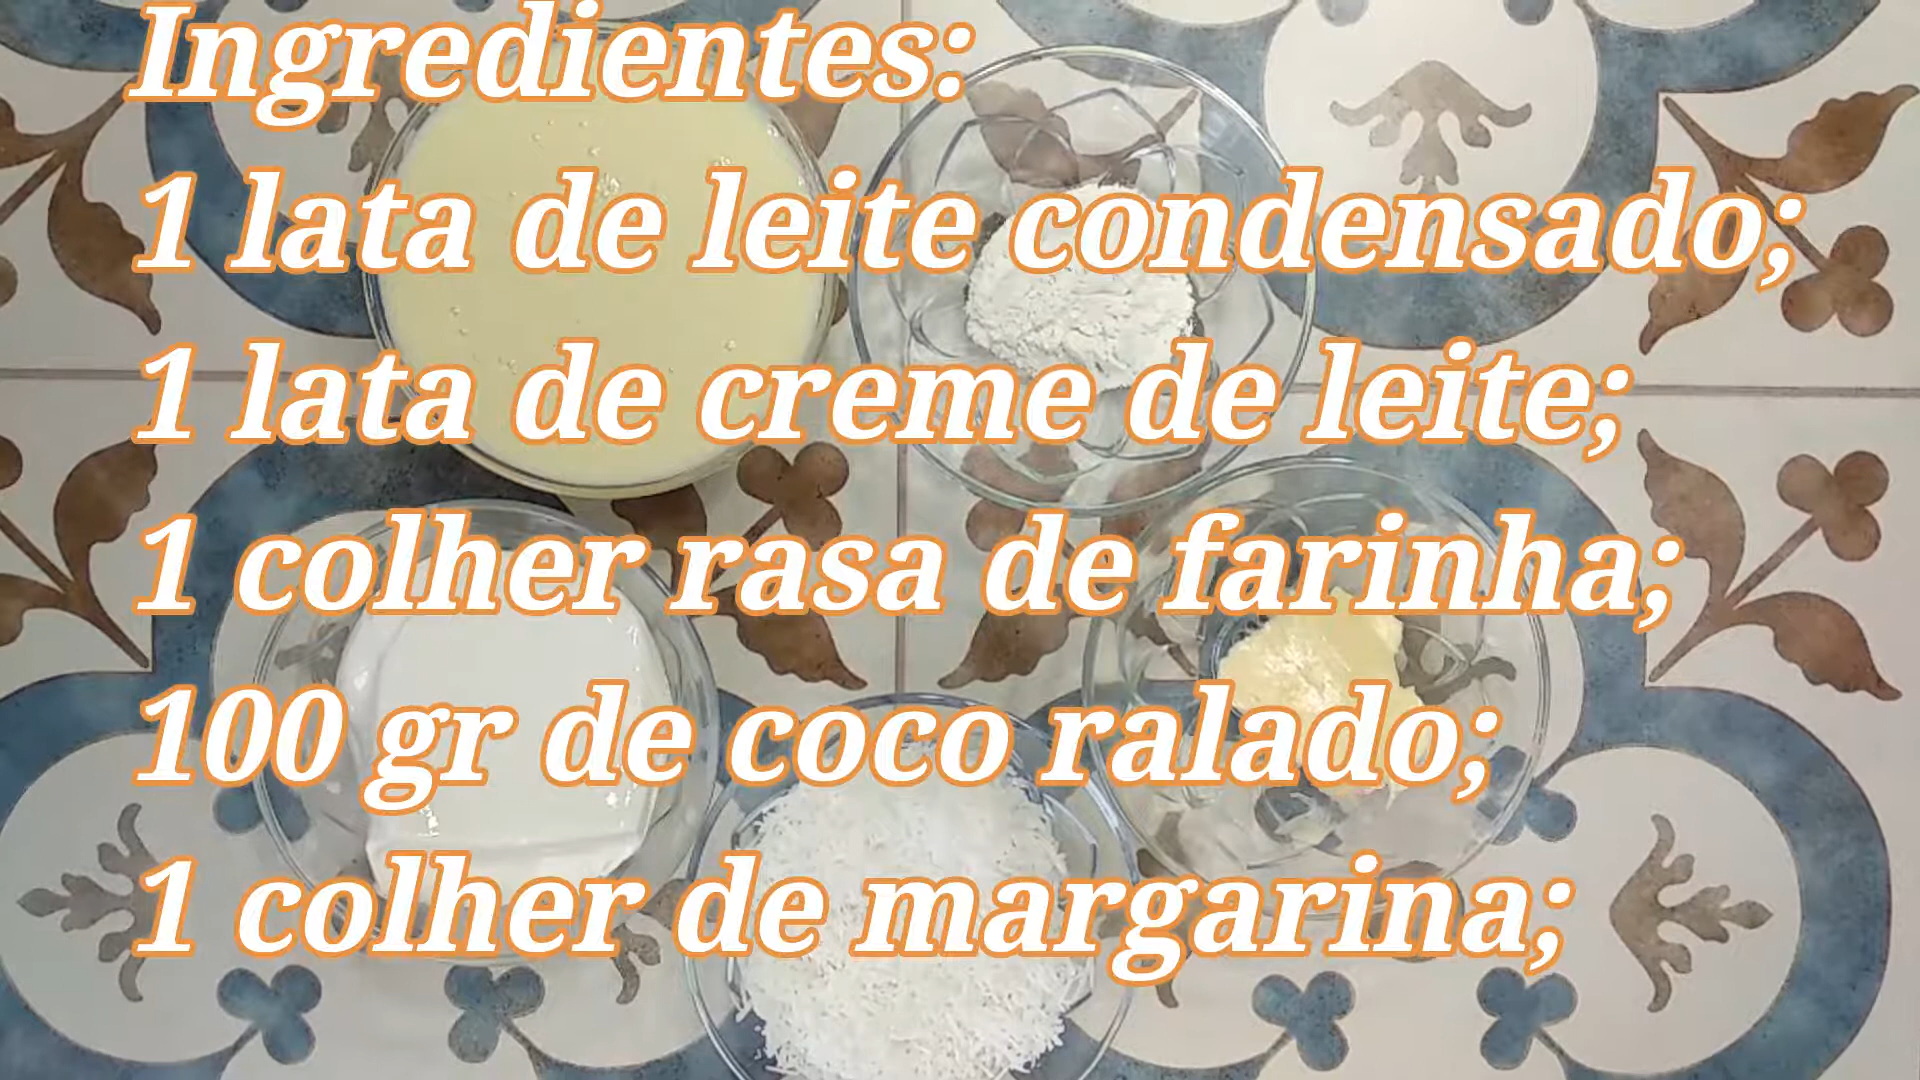 Ingredientes:
1 lata de leite condensado;
1 lata de creme de leite;
1 colher rasa de farinha;
100 gr de coco ralado;
1 colher de margarina;